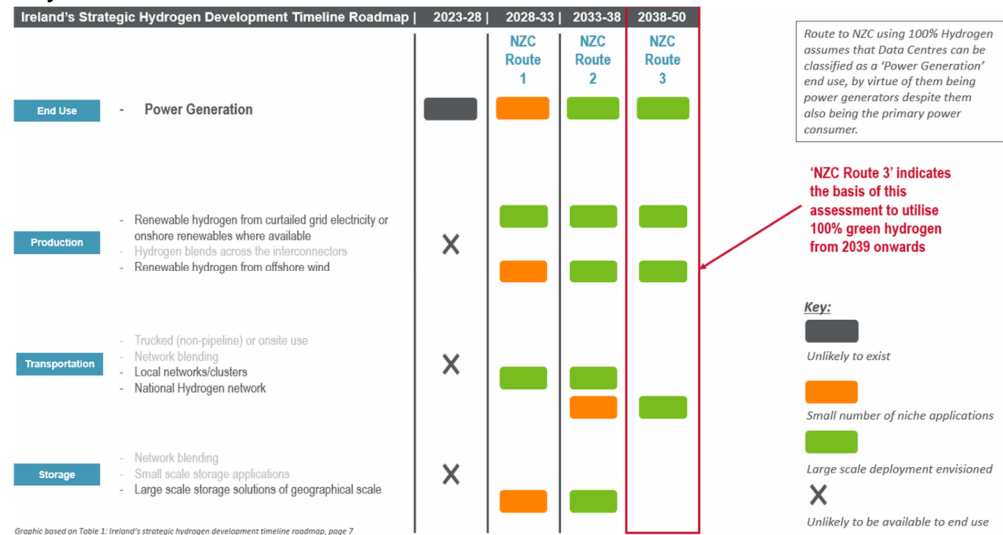 Ireland's Strategic Hydrogen Development Timeline Roadmap | 2023-28 | 2028-33 | 2033-38 | 2038-50
NZC Route 1
NZC Route 2
NZC Route 3
End Use
- Power Generation
Production
- Renewable hydrogen from curtailed grid electricity or
onshore renewables where available
- Hydrogen blends across the interconnectors
- Renewable hydrogen from offshore wind
Transportation
- Trucked (non-pipeline) or onsite use
- Network blending
- Local networks/clusters
- National Hydrogen network
Storage
- Network blending
- Small scale storage applications
- Large scale storage solutions of geographical scale
Graphic based on Table 1: Ireland's strategic hydrogen development timeline roadmap, page 7
Route to NZC using 100% Hydrogen
assumes that Data Centres can be
classified as a 'Power Generation'
end use, by virtue of them being
power generators despite them
also being the primary power
consumer.
'NZC Route 3' indicates
the basis of this
assessment to utilise
100% green hydrogen
from 2039 onwards
Key:
Unlikely to exist
Small number of niche applications
Large scale deployment envisioned
Unlikely to be available to end use